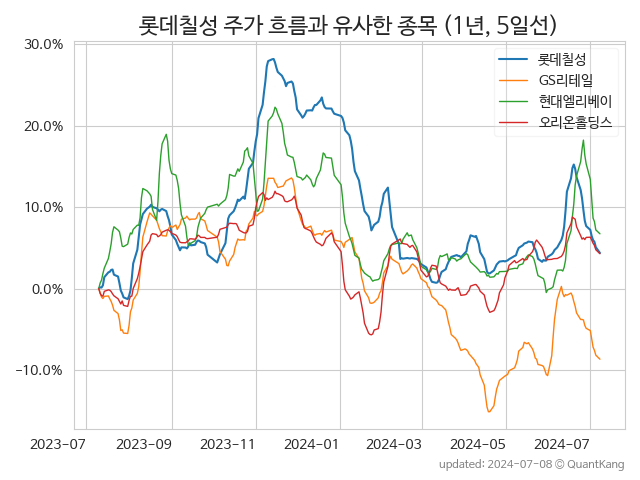 롯데칠성 주가 흐름과 유사한 종목 (1년, 5일선)
30.0%
20.0%
10.0%
0.0%
−10.0%
롯데칠성
GS리테일
현대엘리베이
오리온홀딩스
2023-07 2023-09 2023-11 2024-01 2024-03 2024-05 2024-07
updated: 2024-07-08 © QuantKang